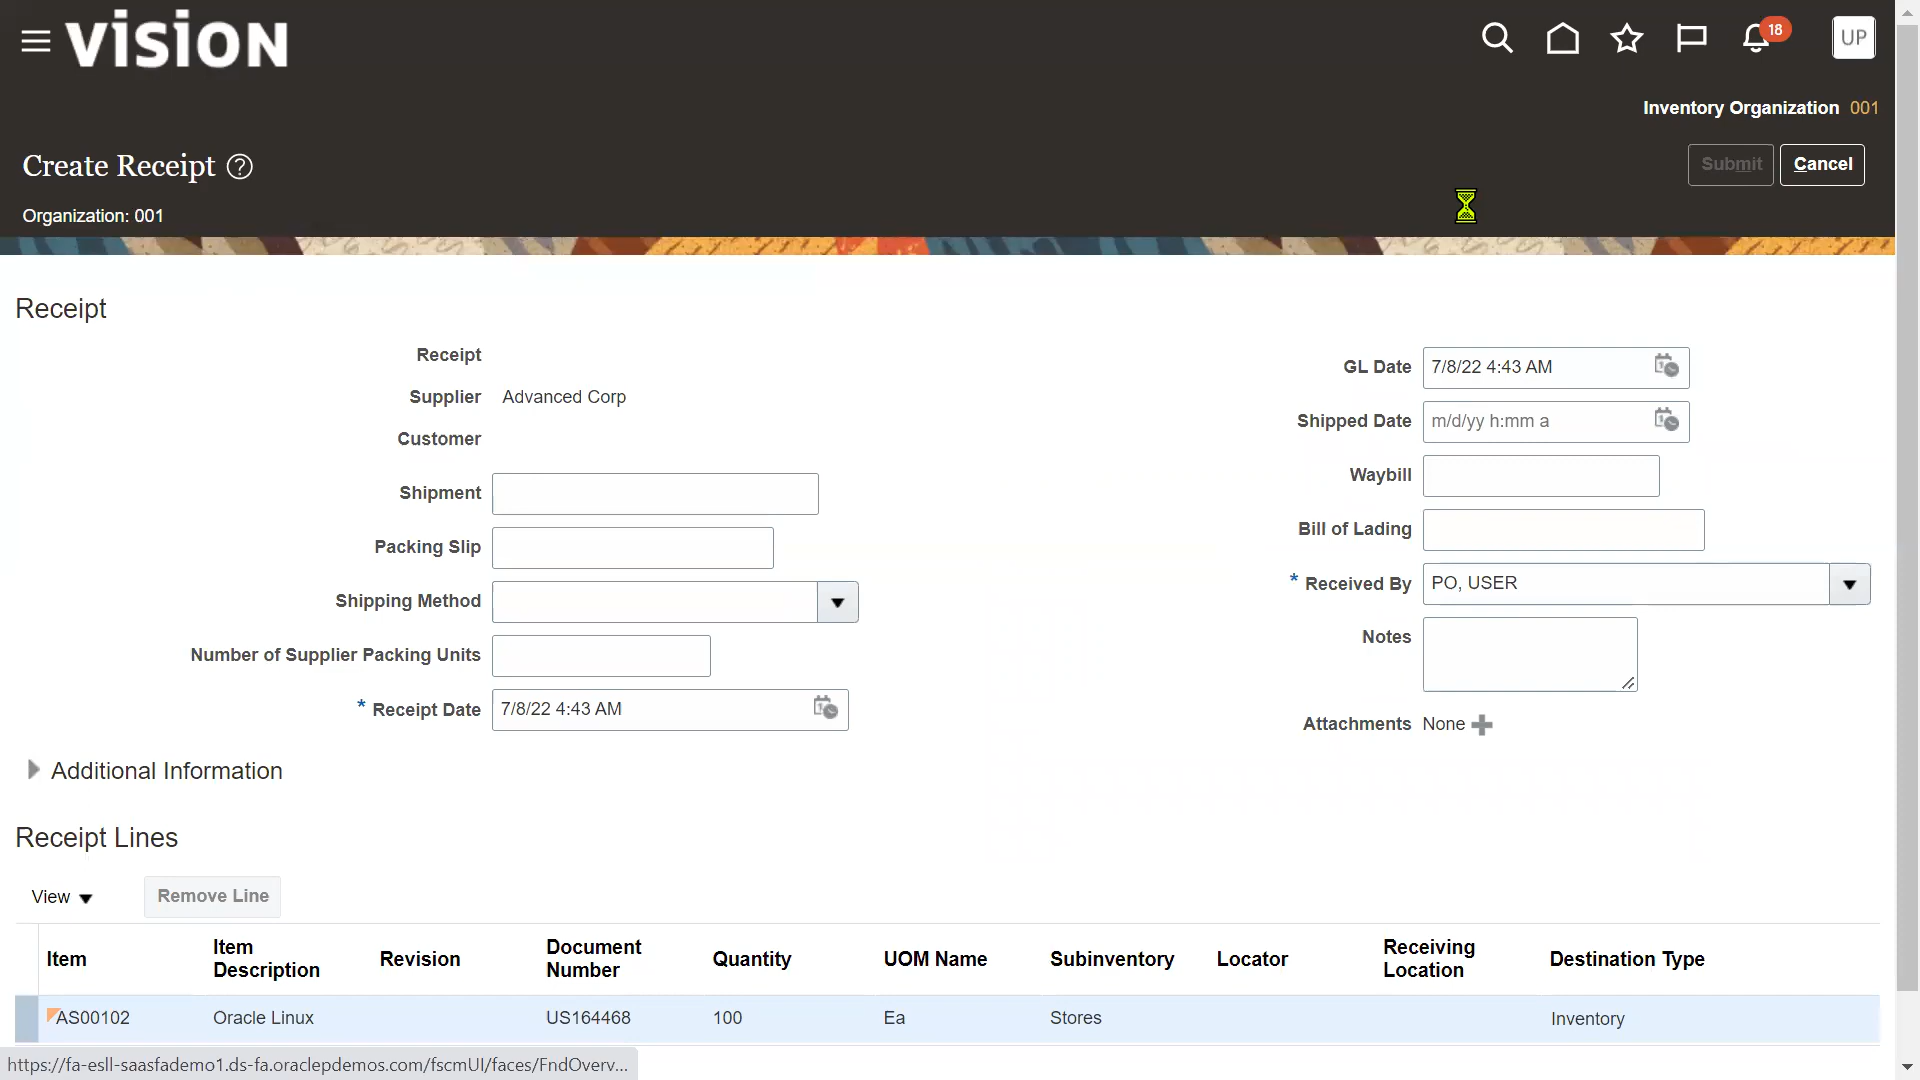 vision
18
UP
Inventory Organization 001
Create Receipt ?
Submit Cancel
Organization: 001
Receipt
Receipt
Supplier Advanced Corp
Customer
Shipment
Packing Slip
Shipping Method
Number of Supplier Packing Units
* Receipt Date 7/8/22 4:43 AM
GL Date 7/8/22 4:43 AM
Shipped Date m/d/yy h:mm a
Waybill
Bill of Lading
* Received By PO, USER
Notes
Attachments None
Additional Information
Receipt Lines
View Remove Line
Item Item Description Revision Document Number Quantity UOM Name Subinventory Locator Receiving Location Destination Type
AS00102 Oracle Linux US164468 100 Ea Stores Inventory
https://fa-esll-saasfademo1.ds-fa.oraclepdemos.com/fscmUI/faces/FndOverv...